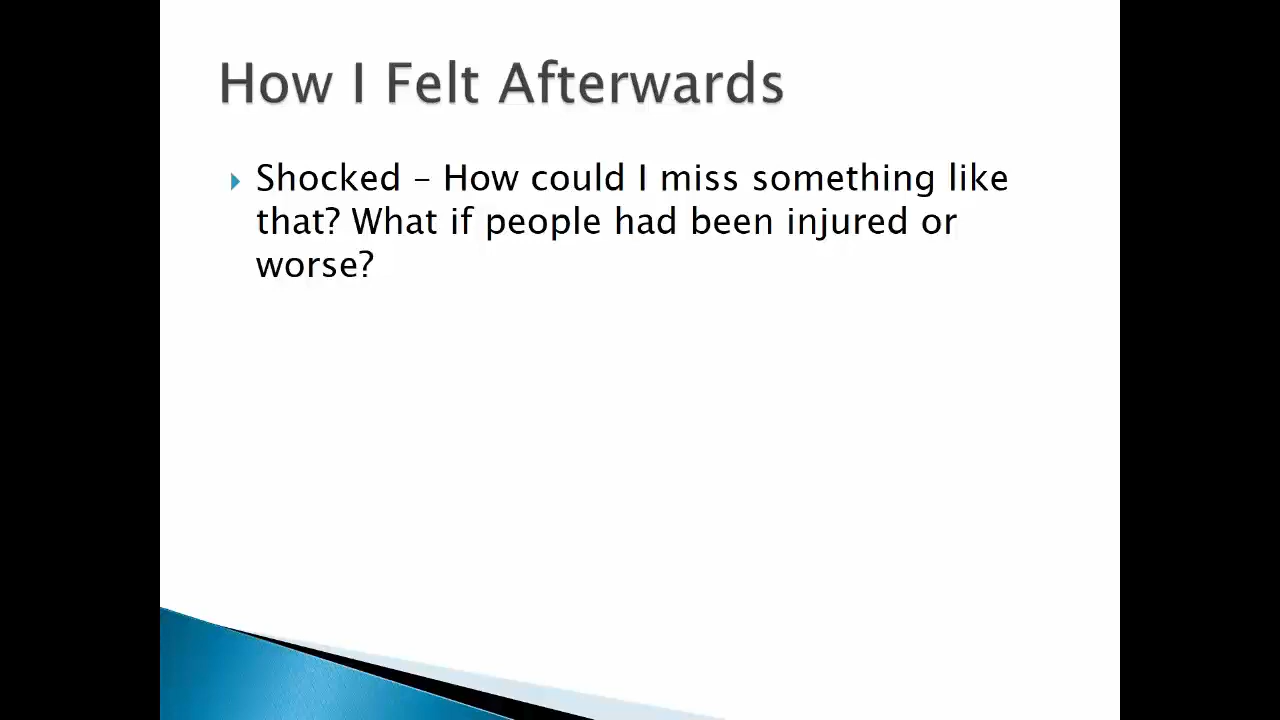 How I Felt Afterwards
Shocked – How could I miss something like
that? What if people had been injured or
worse?